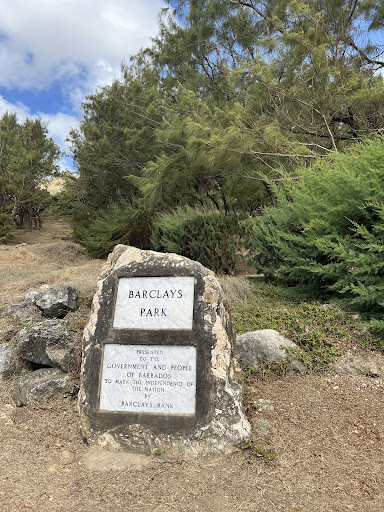 BARCLAYS
PARK
PRESENTED TO THE
GOVERNMENT AND PEOPLE
OF BARBADOS
TO MARK THE INDEPENDENCE OF
THE NATION.
BY
BARCLAYS BANK